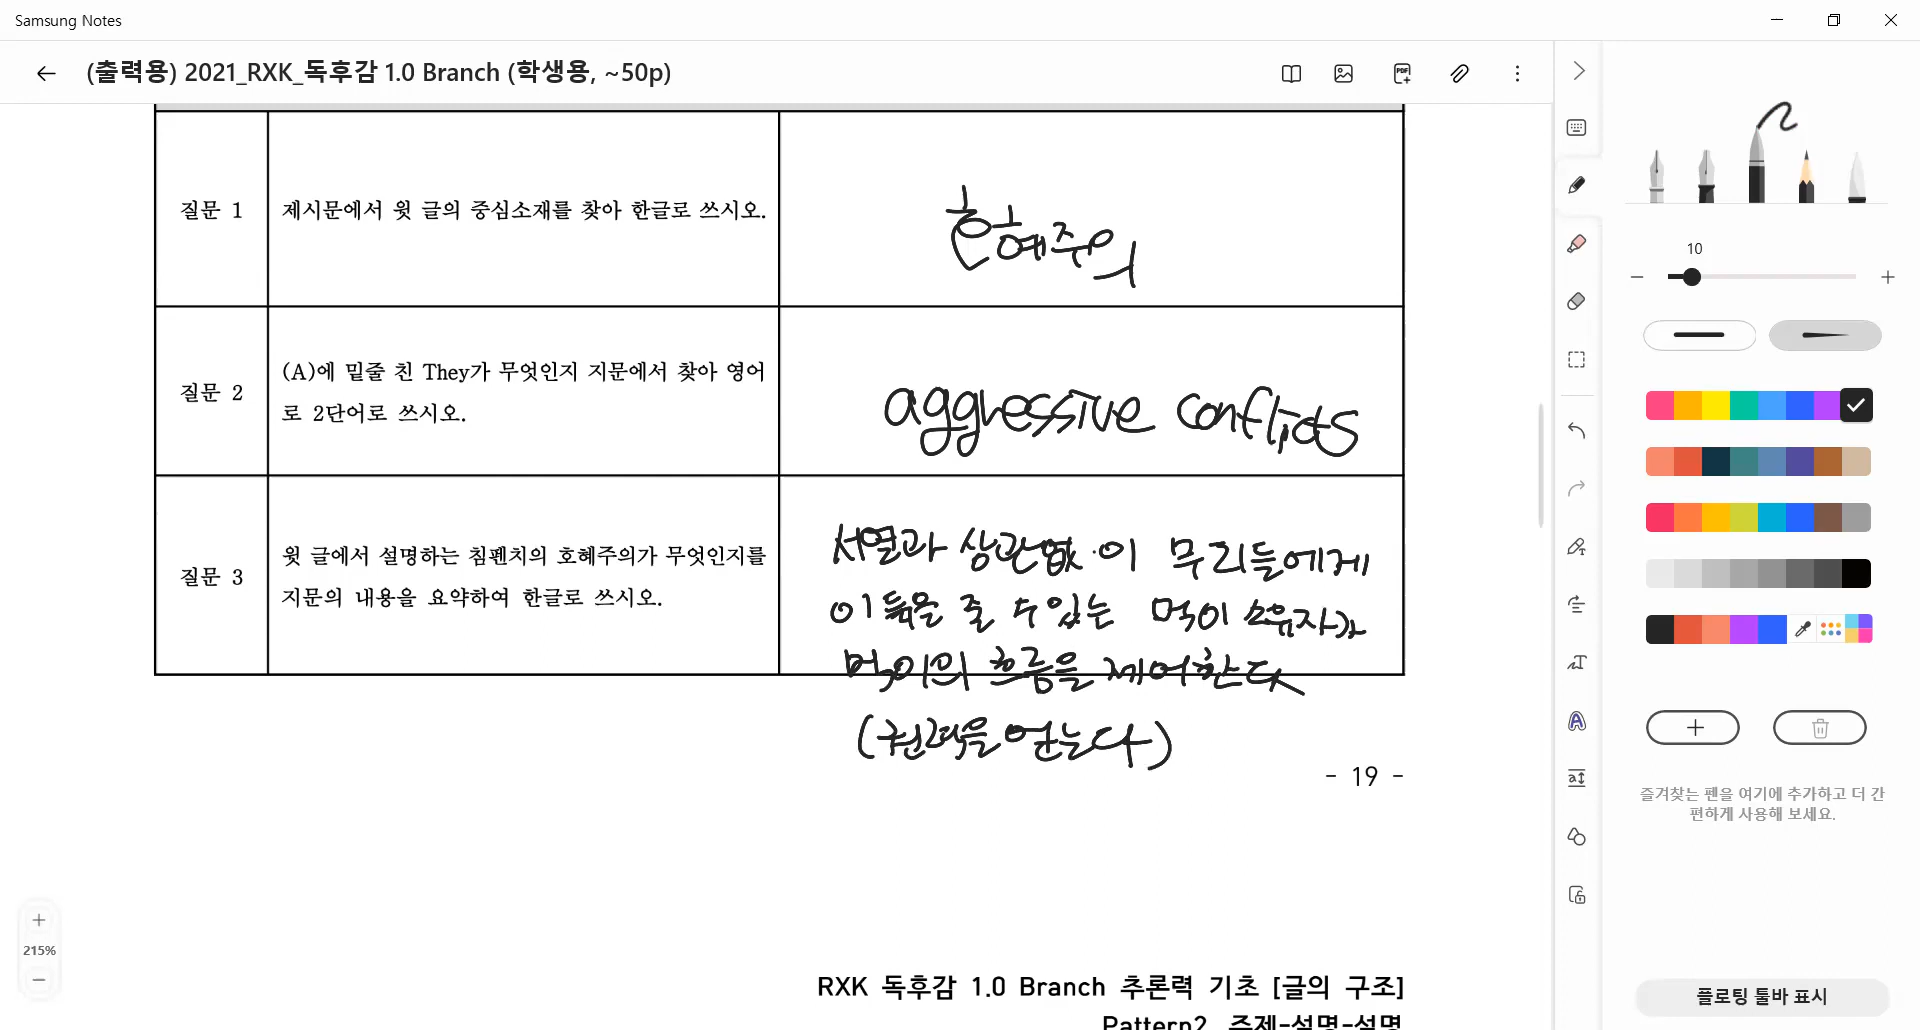 Samsung Notes
(출력용) 2021_RXK_독후감 1.0 Branch (학생용, ~50p)
질문 1
제시문에서 윗 글의 중심소재를 찾아 한글로 쓰시오.
호혜주의
질문 2
(A)에 밑줄 친 They가 무엇인지 지문에서 찾아 영어
로 2단어로 쓰시오.
aggressive conflicts
질문 3
윗 글에서 설명하는 침펜치의 호혜주의가 무엇인지를
지문의 내용을 요약하여 한글로 쓰시오.
서열과 상관없이 무리들에게
이득을 줄 수 있는 먹이 소유자가
먹이의 흐름을 제어한다
(권력을 얻는다)
- 19 -
RXK 독후감 1.0 Branch 추론력 기초 [글의 구조]
Pattern2 주제-설명-설명
10
즐겨찾는 펜을 여기에 추가하고 더 간
편하게 사용해 보세요.
플로팅 툴바 표시
215%